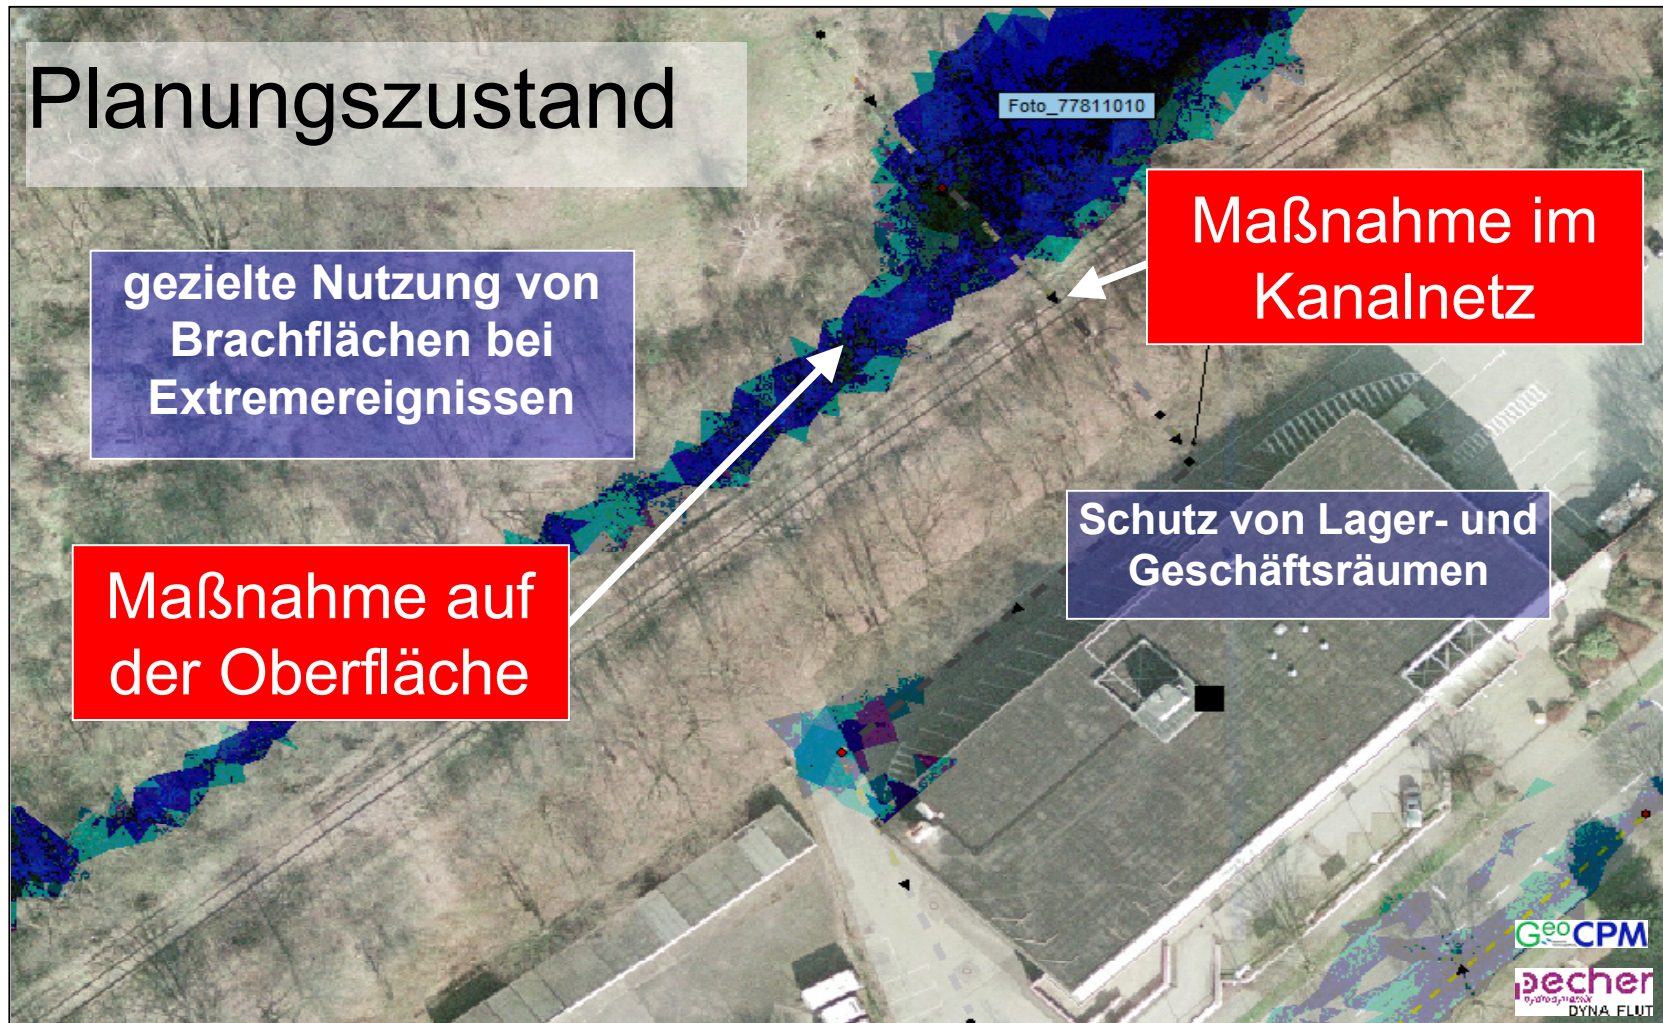 Planungszustand
Foto_77811010
Maßnahme im
Kanalnetz
gezielte Nutzung von
Brachflächen bei
Extremereignissen
Schutz von Lager- und
Geschäftsräumen
Maßnahme auf
der Oberfläche
GeoCPM
pecher
hydrodynamik
DYNA FLUT